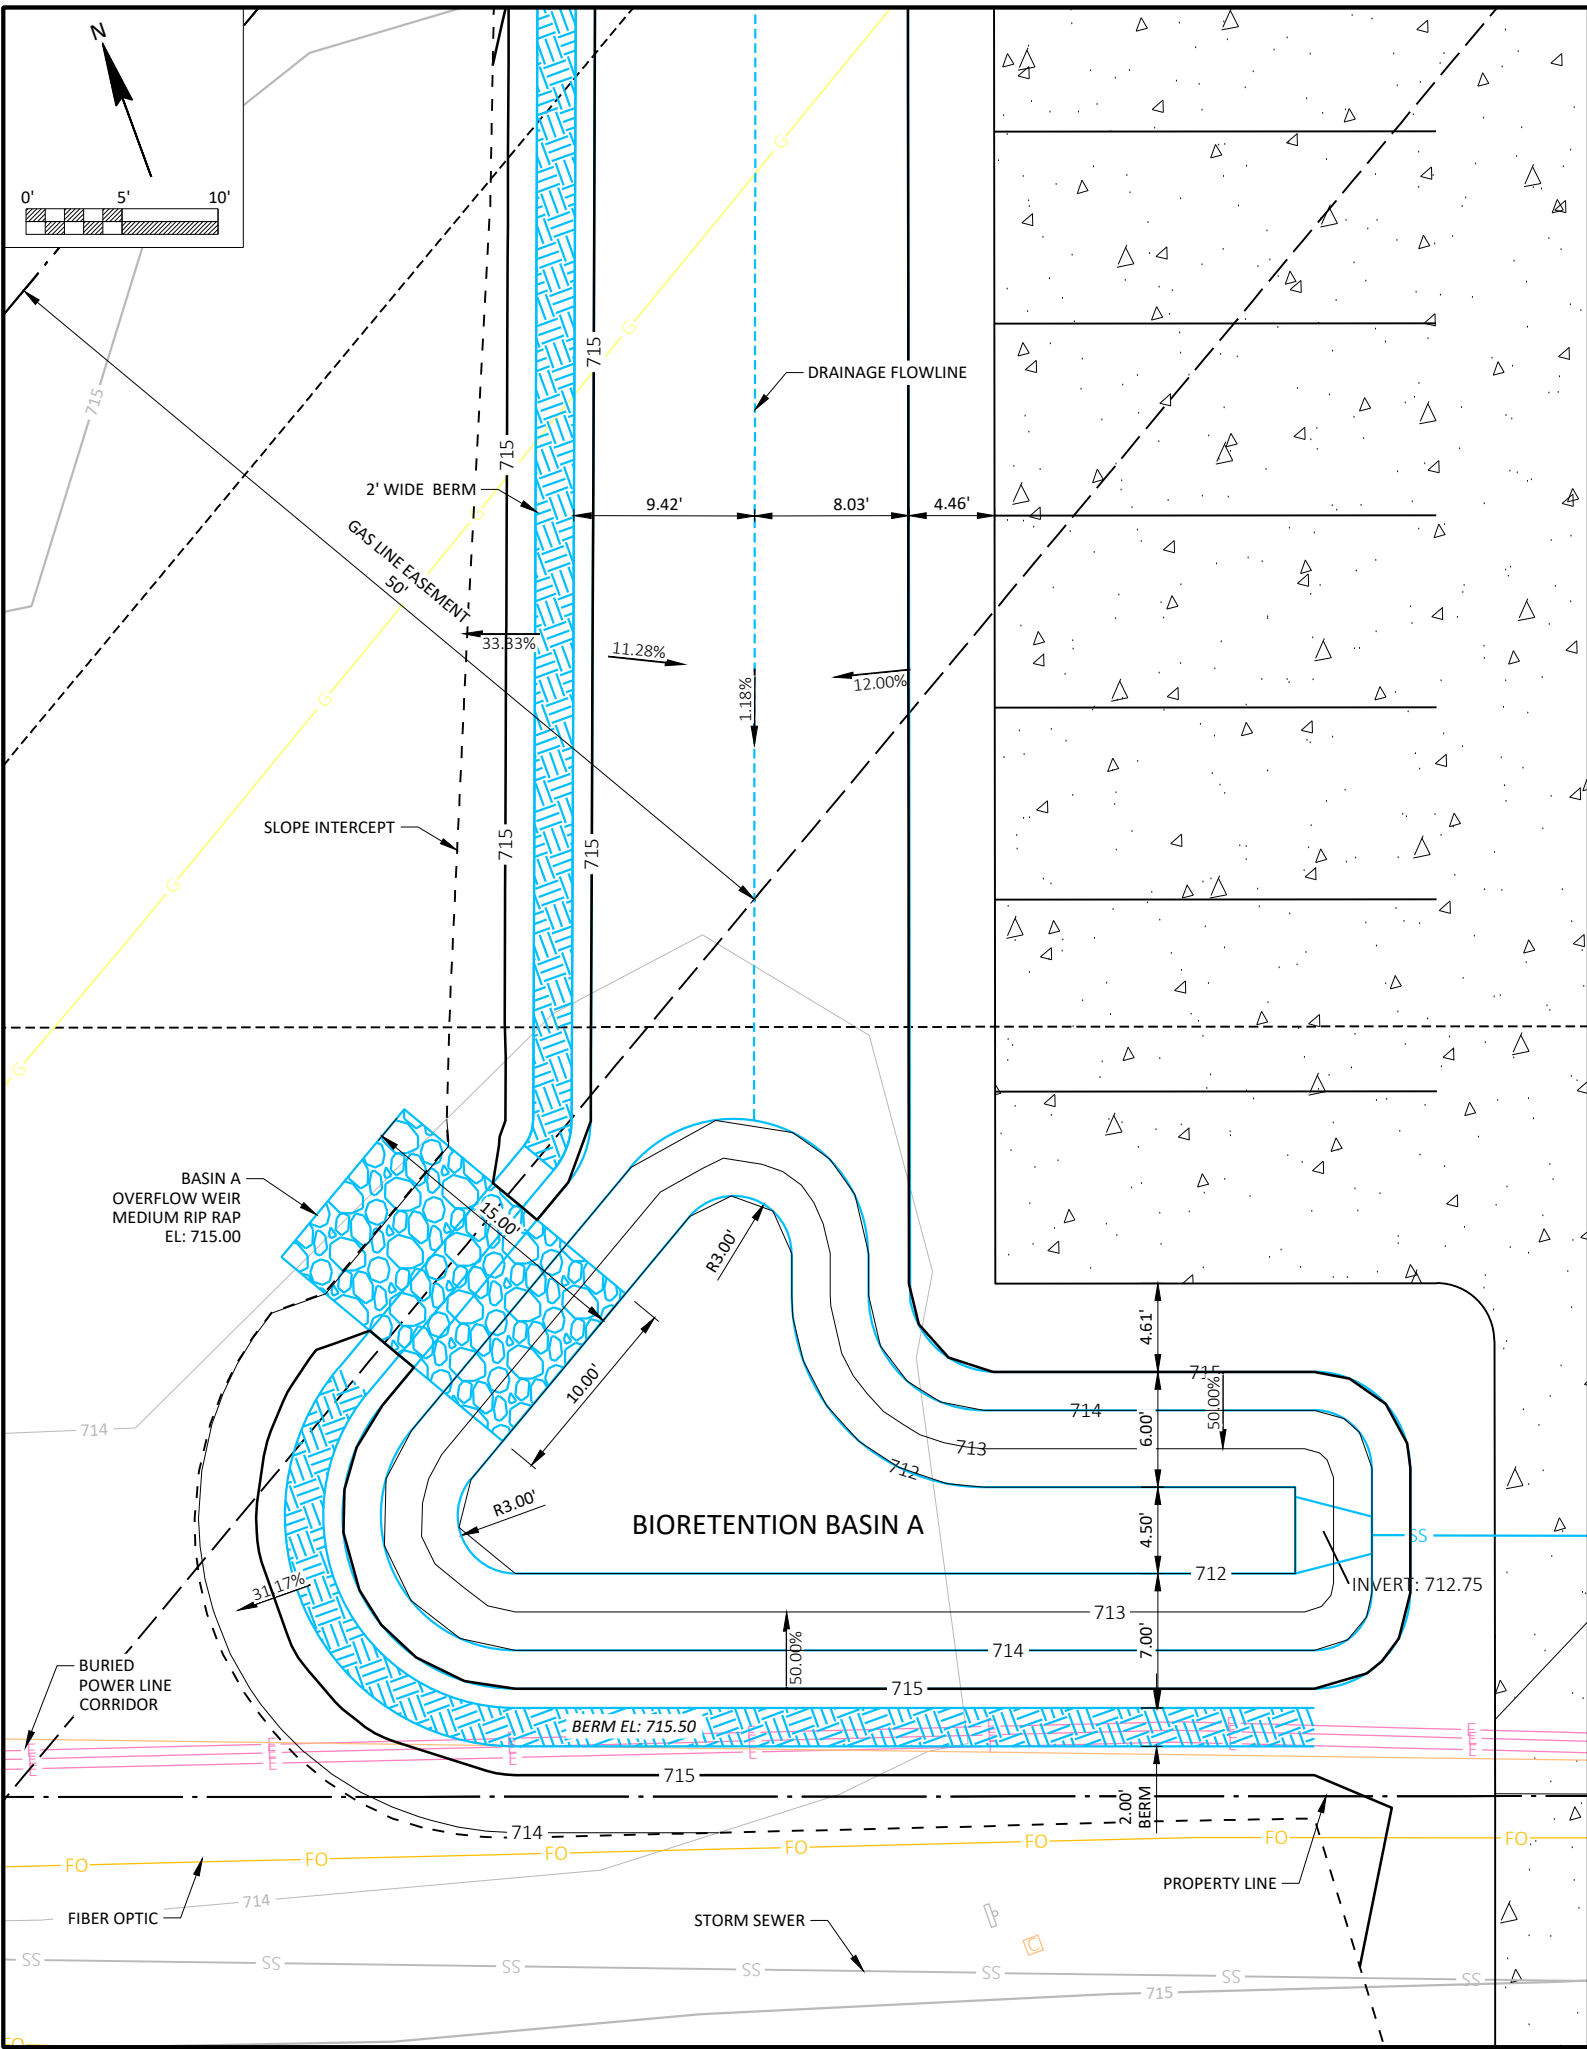 N
0' 5' 10'
715
715
715
DRAINAGE FLOWLINE
2' WIDE BERM
9.42'
8.03'
4.46'
G
G
G
G
G
G
GAS LINE EASEMENT
50'
33.33%
11.28%
1.18%
12.00%
SLOPE INTERCEPT
715
715
BASIN A
OVERFLOW WEIR
MEDIUM RIP RAP
EL: 715.00
15.00'
R3.00'
10.00'
4.61'
715
50.00%
714
6.00'
714
713
712
R3.00'
BIORETENTION BASIN A
4.50'
SS
INVERT: 712.75
712
31.17%
713
50.00%
714
7.00'
BURIED
POWER LINE
CORRIDOR
715
BERM EL: 715.50
E E E E E E E
E E E E E
715
2.00'
BERM
714
FO FO FO FO FO FO FO
PROPERTY LINE
FIBER OPTIC
714
STORM SEWER
C
SS SS SS SS SS SS SS
715
FO